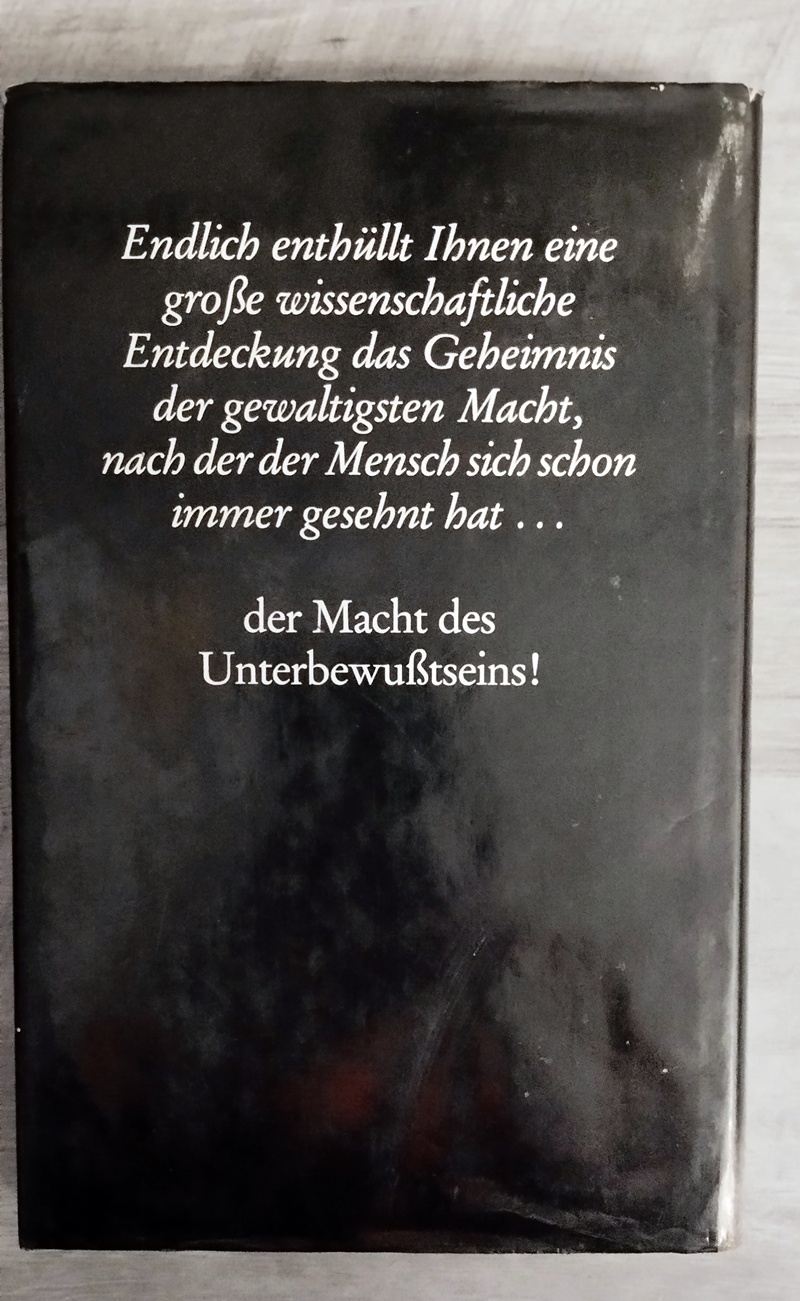 Endlich enthüllt Ihnen eine
große wissenschaftliche
Entdeckung das Geheimnis
der gewaltigsten Macht,
nach der der Mensch sich schon
immer gesehnt hat . . .
der Macht des
Unterbewußtseins!